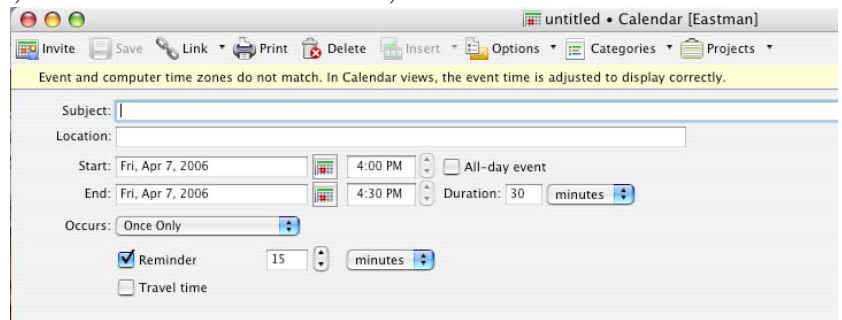 untitled • Calendar [Eastman]
Invite Save Link Print Delete Insert Options Categories Projects
Event and computer time zones do not match. In Calendar views, the event time is adjusted to display correctly.
Subject:
Location:
Start: Fri, Apr 7, 2006 4:00 PM All-day event
End: Fri, Apr 7, 2006 4:30 PM Duration: 30 minutes
Occurs: Once Only
Reminder 15 minutes
Travel time